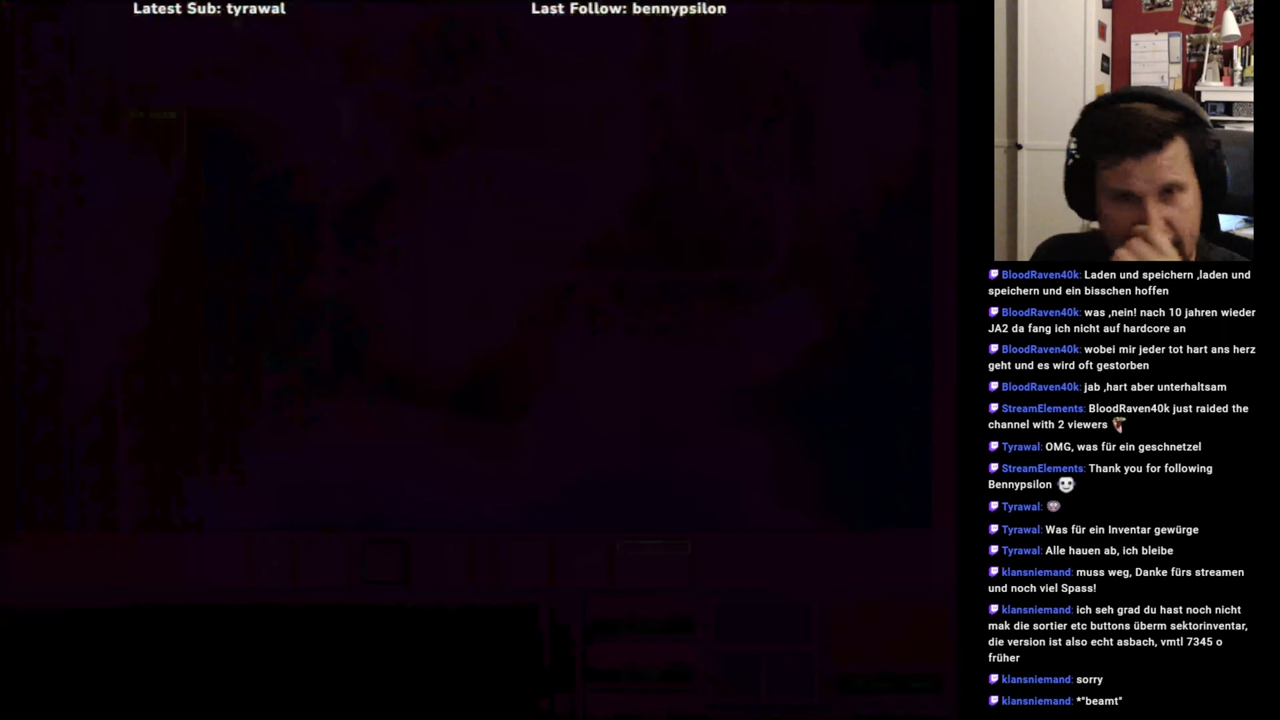 Latest Sub: tyrawal
Last Follow: bennypsilon
BloodRaven40k: Laden und speichern ,laden und
speichern und ein bisschen hoffen
BloodRaven40k: was ,nein! nach 10 jahren wieder
JA2 da fang ich nicht auf hardcore an
BloodRaven40k: wobei mir jeder tot hart ans herz
geht und es wird oft gestorben
BloodRaven40k: jab ,hart aber unterhaltsam
StreamElements: BloodRaven40k just raided the
channel with 2 viewers
Tyrawal: OMG, was für ein geschnetzel
StreamElements: Thank you for following
Bennypsilon
Tyrawal:
Tyrawal: Was für ein Inventar gewürge
Tyrawal: Alle hauen ab, ich bleibe
klansniemand: muss weg, Danke fürs streamen
und noch viel Spass!
klansniemand: ich seh grad du hast noch nicht
mak die sortier etc buttons überm sektorinventar,
die version ist also echt asbach, vmtl 7345 o
früher
klansniemand: sorry
klansniemand: *"beamt"